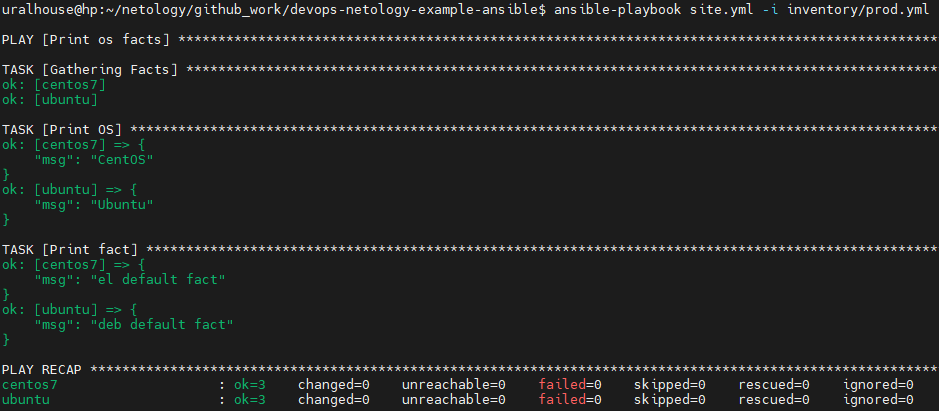 uralhouse@hp:~/netology/github_work/devops-netology-example-ansible$ ansible-playbook site.yml -i inventory/prod.yml
PLAY [Print os facts] ***********************************************************************************************
TASK [Gathering Facts] **********************************************************************************************
ok: [centos7]
ok: [ubuntu]
TASK [Print OS] *****************************************************************************************************
ok: [centos7] => {
    "msg": "CentOS"
}
ok: [ubuntu] => {
    "msg": "Ubuntu"
}
TASK [Print fact] ***************************************************************************************************
ok: [centos7] => {
    "msg": "el default fact"
}
ok: [ubuntu] => {
    "msg": "deb default fact"
}
PLAY RECAP **********************************************************************************************************
centos7                    : ok=3    changed=0    unreachable=0    failed=0    skipped=0    rescued=0    ignored=0
ubuntu                     : ok=3    changed=0    unreachable=0    failed=0    skipped=0    rescued=0    ignored=0